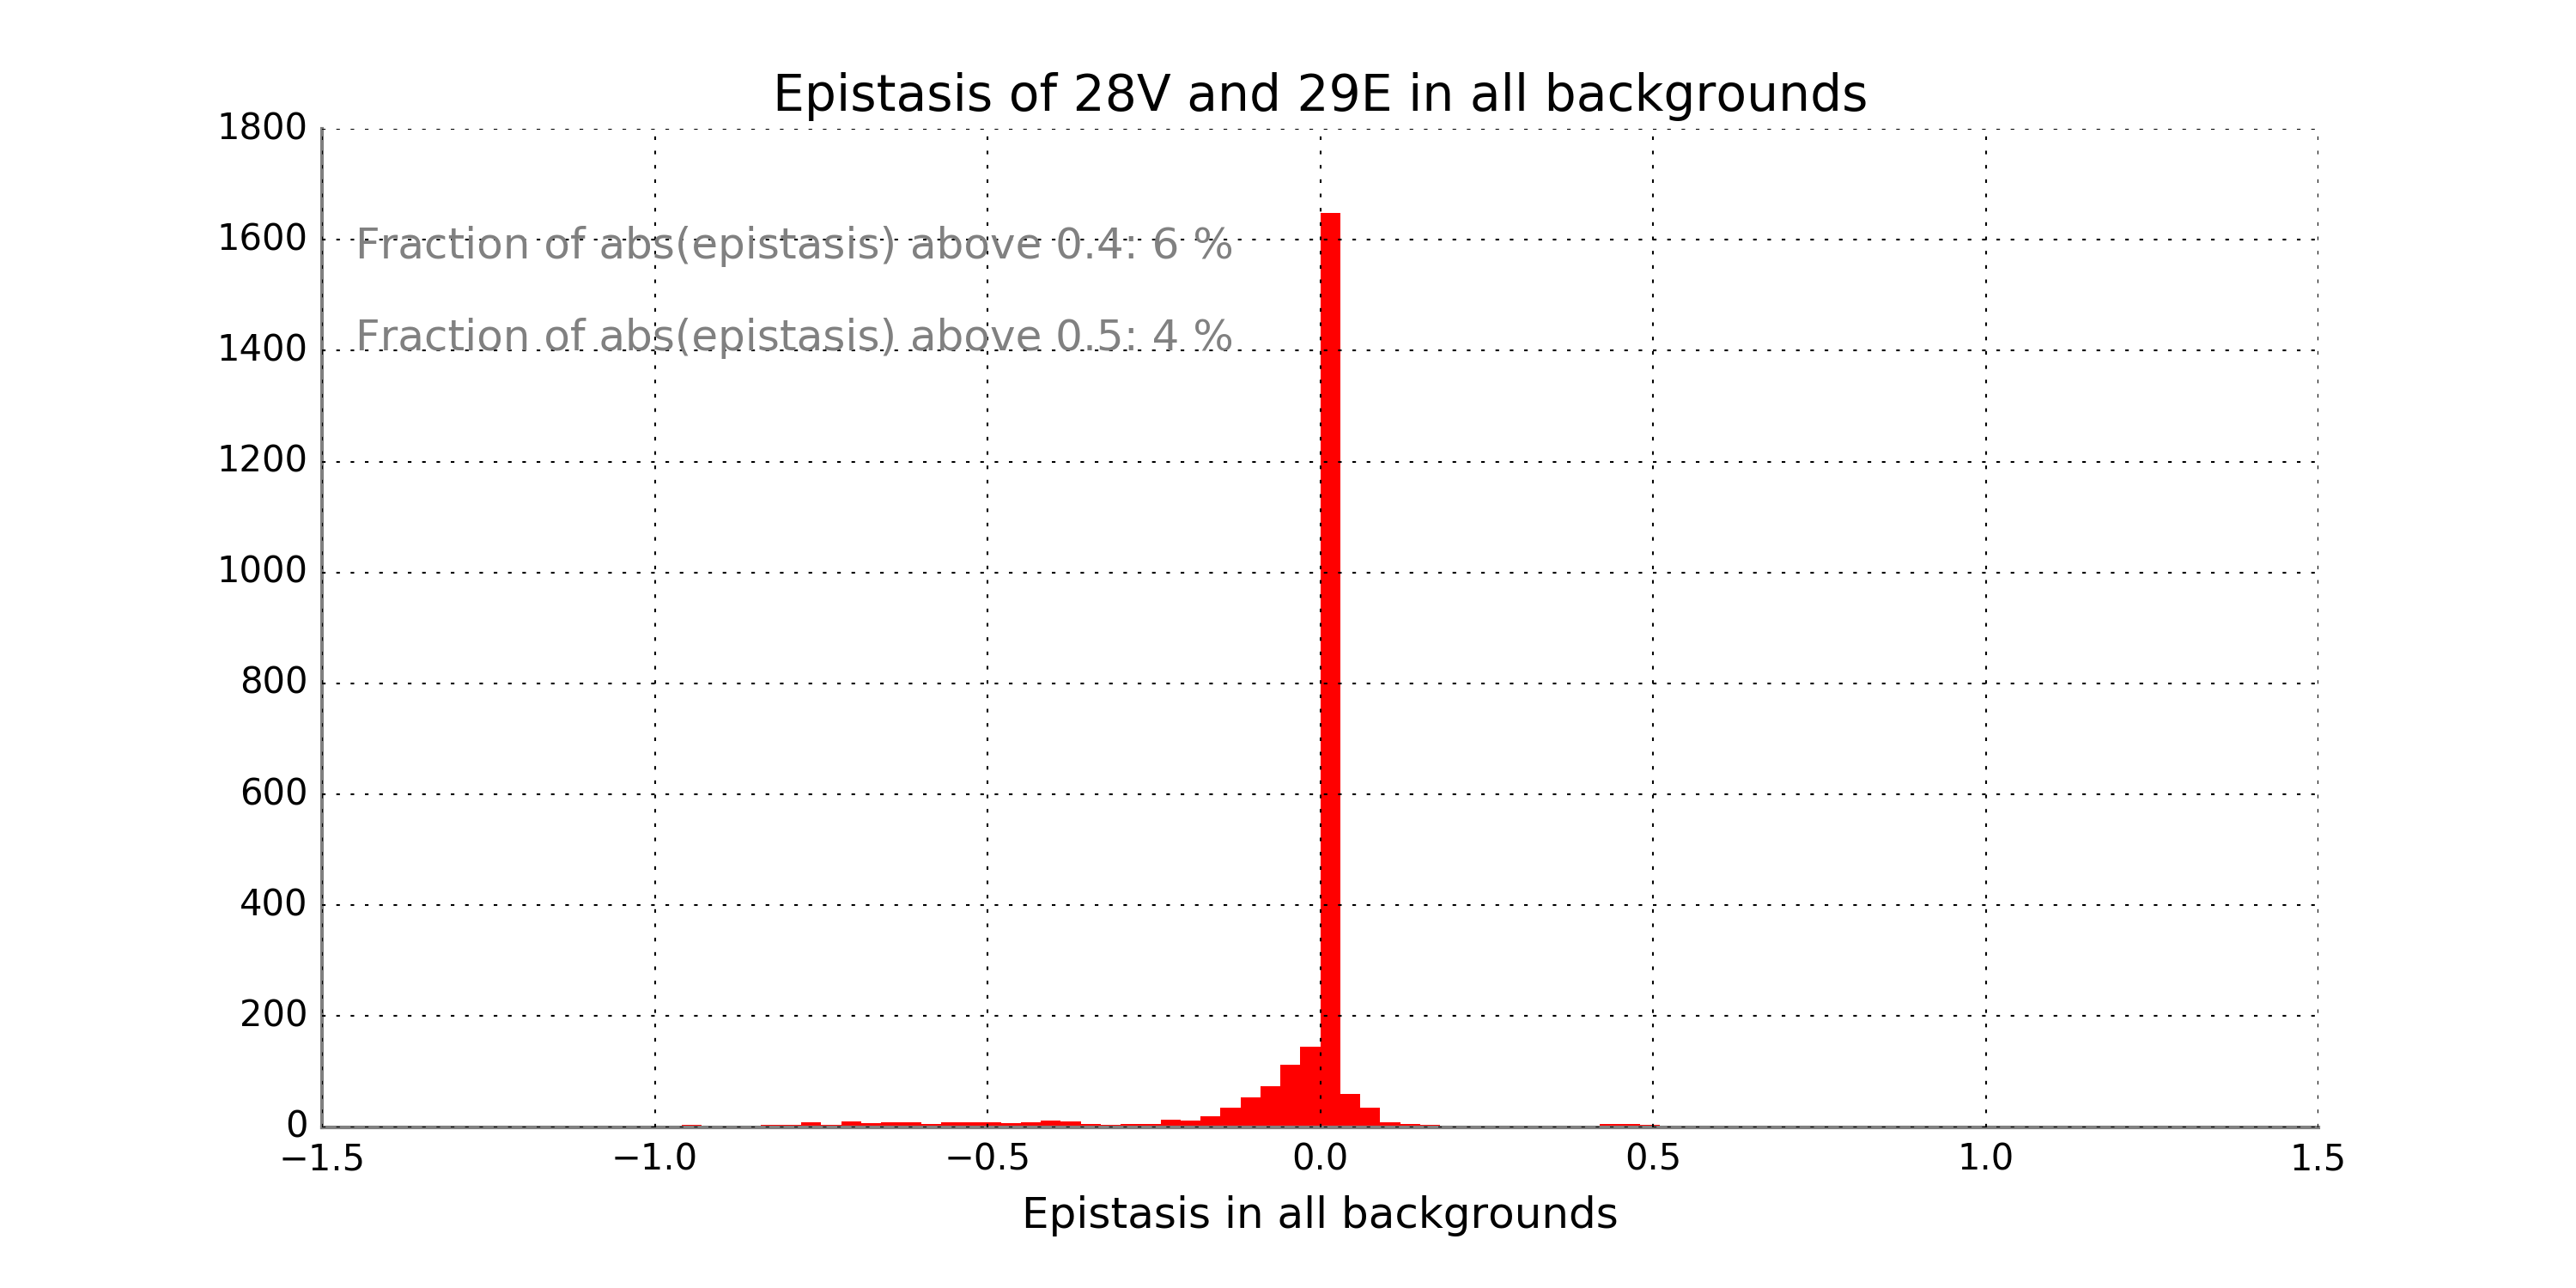 Epistasis of 28V and 29E in all backgrounds
1800
1600
Fraction of abs(epistasis) above 0.4: 6 %
Fraction of abs(epistasis) above 0.5: 4 %
1400
1200
1000
800
600
400
200
0
−1.5 −1.0 −0.5 0.0 0.5 1.0 1.5
Epistasis in all backgrounds